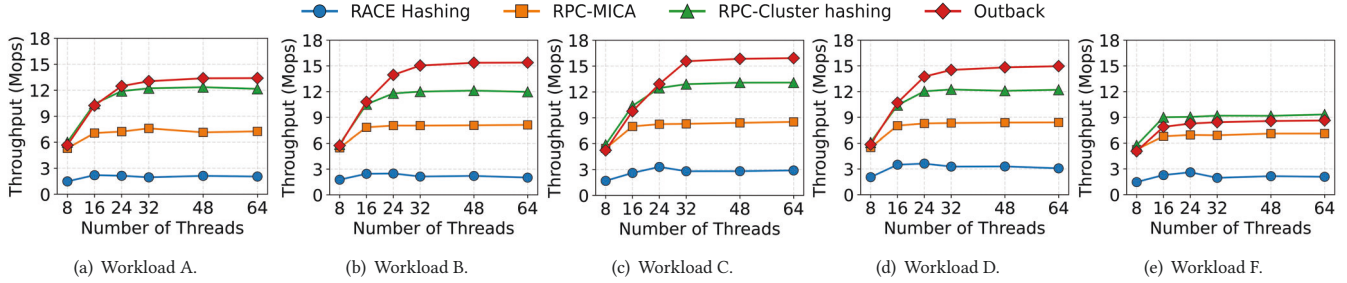 RACE Hashing RPC-MICA RPC-Cluster hashing Outback
Throughput (Mops)
18
15
12
9
6
3
0
8 16 24 32 48 64
Number of Threads
(a) Workload A.
Throughput (Mops)
18
15
12
9
6
3
0
8 16 24 32 48 64
Number of Threads
(b) Workload B.
Throughput (Mops)
18
15
12
9
6
3
0
8 16 24 32 48 64
Number of Threads
(c) Workload C.
Throughput (Mops)
18
15
12
9
6
3
0
8 16 24 32 48 64
Number of Threads
(d) Workload D.
Throughput (Mops)
18
15
12
9
6
3
0
8 16 24 32 48 64
Number of Threads
(e) Workload F.